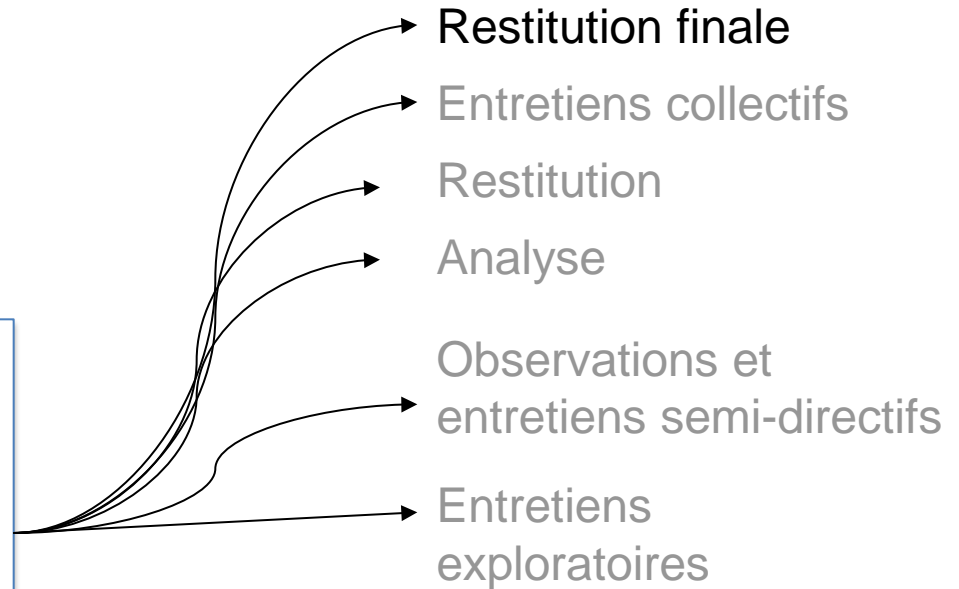 Restitution finale
Entretiens collectifs
Restitution
Analyse
Observations et
entretiens semi-directifs
Entretiens
exploratoires